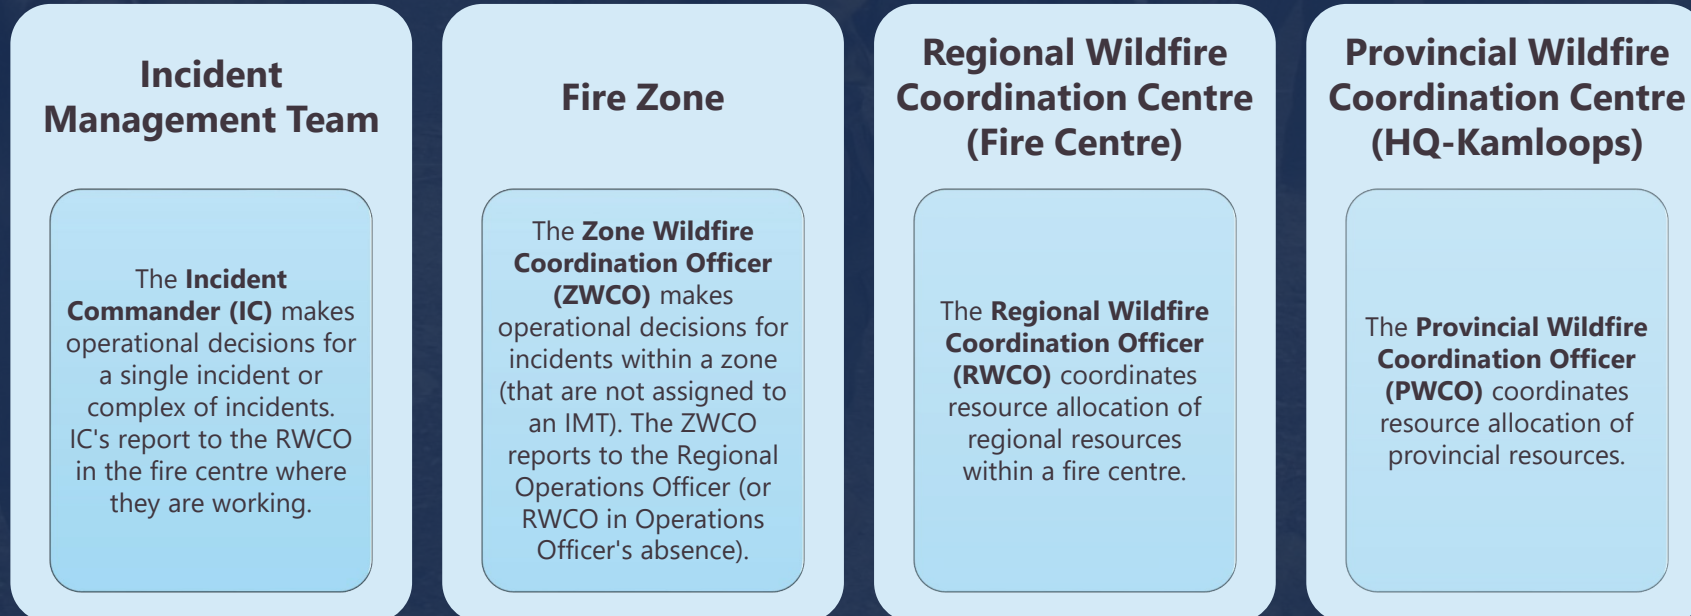 Incident
Management Team
The Incident
Commander (IC) makes
operational decisions for
a single incident or
complex of incidents.
IC's report to the RWCO
in the fire centre where
they are working.
Fire Zone
The Zone Wildfire
Coordination Officer
(ZWCO) makes
operational decisions for
incidents within a zone
(that are not assigned to
an IMT). The ZWCO
reports to the Regional
Operations Officer (or
RWCO in Operations
Officer's absence).
Regional Wildfire
Coordination Centre
(Fire Centre)
The Regional Wildfire
Coordination Officer
(RWCO) coordinates
resource allocation of
regional resources
within a fire centre.
Provincial Wildfire
Coordination Centre
(HQ-Kamloops)
The Provincial Wildfire
Coordination Officer
(PWCO) coordinates
resource allocation of
provincial resources.